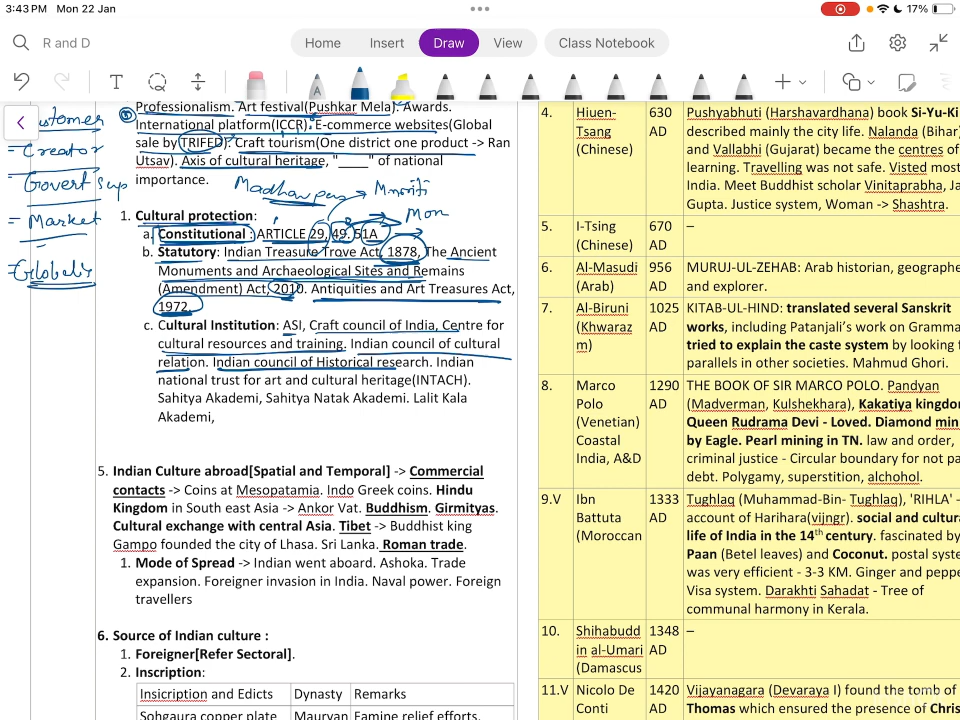 3:43 PM Mon 22 Jan
17%
R and D
Home Insert Draw View Class Notebook
Professionalism. Art festival(Pushkar Mela). Awards.
International platform(ICCR). E-commerce websites(Global
sale by TRIFED). Craft tourism(One district one product -> Ran
Utsav). Axis of cultural heritage, "____" of national
importance.
ustomer
= Creator
Govert Sup
= Market
= Globalis
Mon
1. Cultural protection:
a. Constitutional : ARTICLE 29, 49. 51A
b. Statutory: Indian Treasure Trove Act, 1878, The Ancient
Monuments and Archaeological Sites and Remains
(Amendment) Act, 2010. Antiquities and Art Treasures Act,
1972.
c. Cultural Institution: ASI, Craft council of India, Centre for
cultural resources and training. Indian council of cultural
relation. Indian council of Historical research. Indian
national trust for art and cultural heritage(INTACH).
Sahitya Akademi, Sahitya Natak Akademi. Lalit Kala
Akademi,
5. Indian Culture abroad[Spatial and Temporal] -> Commercial
contacts -> Coins at Mesopotamia. Indo Greek coins. Hindu
Kingdom in South east Asia -> Ankor Vat. Buddhism. Girmityas.
Cultural exchange with central Asia. Tibet -> Buddhist king
Gampo founded the city of Lhasa. Sri Lanka. Roman trade.
1. Mode of Spread -> Indian went aboard. Ashoka. Trade
expansion. Foreigner invasion in India. Naval power. Foreign
travellers
6. Source of Indian culture :
1. Foreigner[Refer Sectoral].
2. Inscription:
Insicription and Edicts Dynasty Remarks
Sohgaura copper plate Mauryan Famine relief efforts.
4. Hiuen- 630 Pushyabhuti (Harshavardhana) book Si-Yu-Ki
Tsang AD described mainly the city life. Nalanda (Bihar)
(Chinese) and Vallabhi (Gujarat) became the centres of
learning. Travelling was not safe. Visted most
India. Meet Buddhist scholar Vinitaprabha, Ja
Gupta. Justice system, Woman -> Shashtra.
5. I-Tsing 670 –
(Chinese) AD
6. Al-Masudi 956 MURUJ-UL-ZEHAB: Arab historian, geographe
(Arab) AD and explorer.
7. Al-Biruni 1025 KITAB-UL-HIND: translated several Sanskrit
(Khwaraz AD works, including Patanjali's work on Gramma
m) tried to explain the caste system by looking f
parallels in other societies. Mahmud Ghori.
8. Marco 1290 THE BOOK OF SIR MARCO POLO. Pandyan
Polo AD (Madverman, Kulshekhara), Kakatiya kingdo
(Venetian) Queen Rudrama Devi - Loved. Diamond min
Coastal by Eagle. Pearl mining in TN. law and order,
India, A&D criminal justice - Circular boundary for not pa
debt. Polygamy, superstition, alchohol.
9.V Ibn 1333 Tughlaq (Muhammad-Bin- Tughlaq), 'RIHLA' -
Battuta AD account of Harihara(vijngr). social and cultura
(Moroccan life of India in the 14th century. fascinated by
Paan (Betel leaves) and Coconut. postal syste
was very efficient - 3-3 KM. Ginger and peppe
Visa system. Darakhti Sahadat - Tree of
communal harmony in Kerala.
10. Shihabudd 1348 –
in al-Umari AD
(Damascus
11.V Nicolo De 1420 Vijayanagara (Devaraya I) found the tomb of
Conti AD Thomas which ensured the presence of Chris